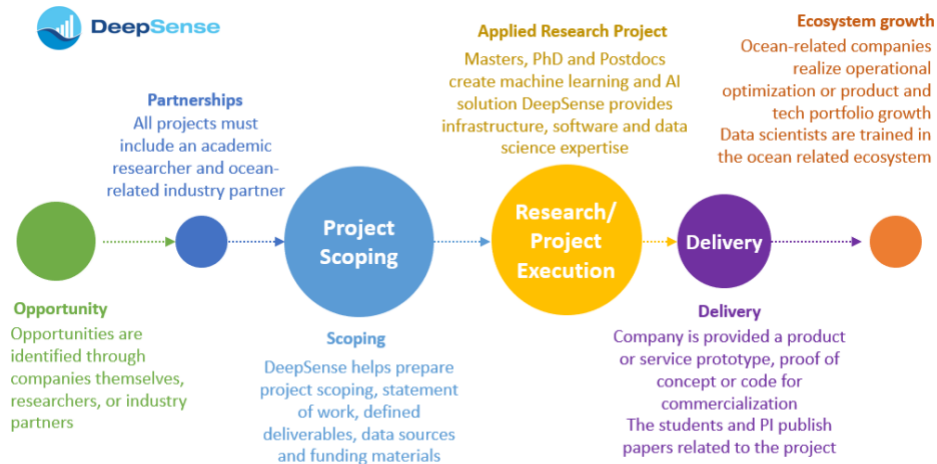 DeepSense
Partnerships
All projects must
include an academic
researcher and ocean-
related industry partner
Applied Research Project
Masters, PhD and Postdocs
create machine learning and AI
solution DeepSense provides
infrastructure, software and data
science expertise
Ecosystem growth
Ocean-related companies
realize operational
optimization or product and
tech portfolio growth
Data scientists are trained in
the ocean related ecosystem
Project
Scoping
Research/
Project
Execution
Delivery
Opportunity
Opportunities are
identified through
companies themselves,
researchers, or industry
partners
Scoping
DeepSense helps prepare
project scoping, statement
of work, defined
deliverables, data sources
and funding materials
Delivery
Company is provided a product
or service prototype, proof of
concept or code for
commercialization
The students and PI publish
papers related to the project